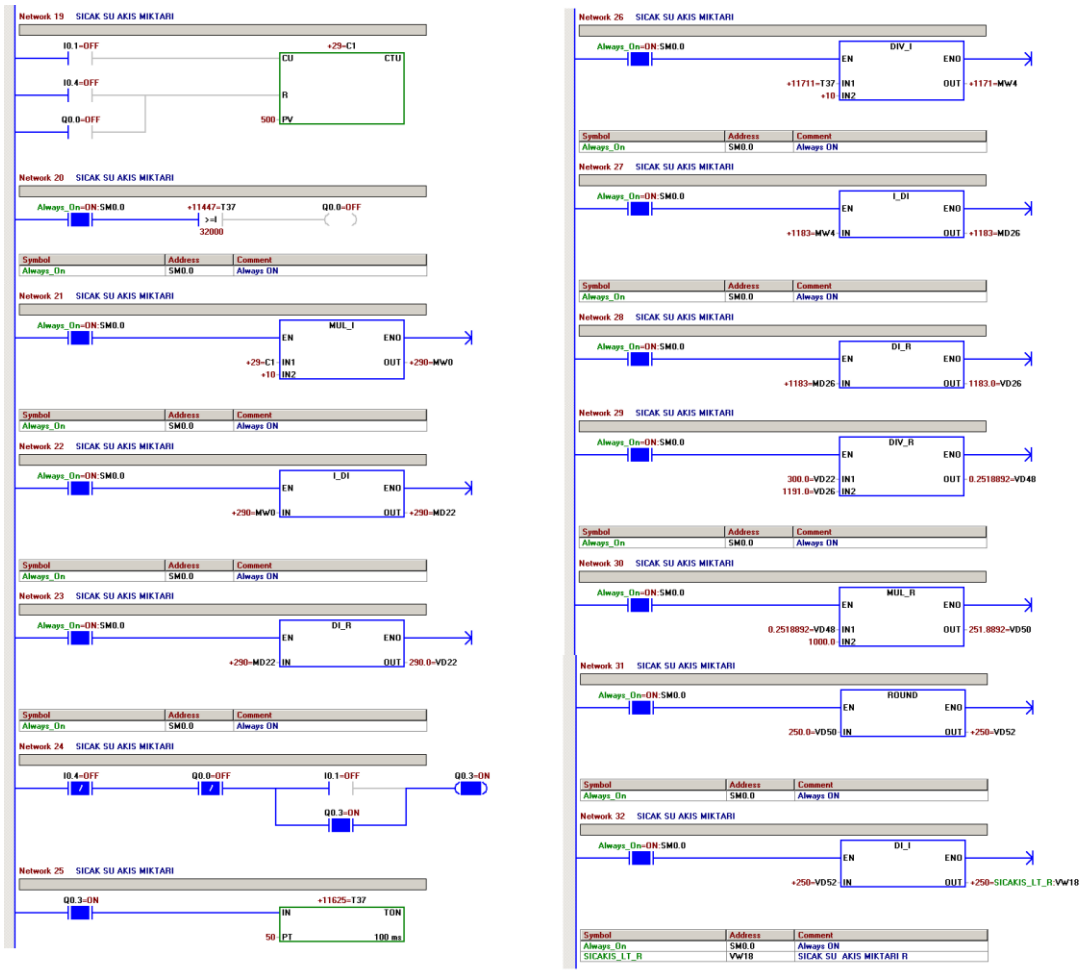 Network 19 SICAK SU AKIS MIKTARI
I0.1=OFF +29=C1
CU CTU
I0.4=OFF
R
Q0.0=OFF
500 PV
Network 20 SICAK SU AKIS MIKTARI
Always_On=ON:SM0.0 +11447=T37 Q0.0=OFF
>=I
32000
Symbol Address Comment
Always_On SM0.0 Always ON
Network 21 SICAK SU AKIS MIKTARI
Always_On=ON:SM0.0 MUL_I
EN ENO
+29=C1 IN1 OUT +290=MW0
+10 IN2
Symbol Address Comment
Always_On SM0.0 Always ON
Network 22 SICAK SU AKIS MIKTARI
Always_On=ON:SM0.0 I_DI
EN ENO
+290=MW0 IN OUT +290=MD22
Symbol Address Comment
Always_On SM0.0 Always ON
Network 23 SICAK SU AKIS MIKTARI
Always_On=ON:SM0.0 DI_R
EN ENO
+290=MD22 IN OUT 290.0=VD22
Symbol Address Comment
Always_On SM0.0 Always ON
Network 24 SICAK SU AKIS MIKTARI
I0.4=OFF Q0.0=OFF I0.1=OFF Q0.3=ON
/ /
Q0.3=ON
Network 25 SICAK SU AKIS MIKTARI
Q0.3=ON +11625=T37
IN TON
50 PT 100 ms
Network 26 SICAK SU AKIS MIKTARI
Always_On=ON:SM0.0 DIV_I
EN ENO
+11711=T37 IN1 OUT +1171=MW4
+10 IN2
Symbol Address Comment
Always_On SM0.0 Always ON
Network 27 SICAK SU AKIS MIKTARI
Always_On=ON:SM0.0 I_DI
EN ENO
+1183=MW4 IN OUT +1183=MD26
Symbol Address Comment
Always_On SM0.0 Always ON
Network 28 SICAK SU AKIS MIKTARI
Always_On=ON:SM0.0 DI_R
EN ENO
+1183=MD26 IN OUT 1183.0=VD26
Network 29 SICAK SU AKIS MIKTARI
Always_On=ON:SM0.0 DIV_R
EN ENO
300.0=VD22 IN1 OUT 0.2518892=VD48
1191.0=VD26 IN2
Symbol Address Comment
Always_On SM0.0 Always ON
Network 30 SICAK SU AKIS MIKTARI
Always_On=ON:SM0.0 MUL_R
EN ENO
0.2518892=VD48 IN1 OUT 251.8892=VD50
1000.0 IN2
Network 31 SICAK SU AKIS MIKTARI
Always_On=ON:SM0.0 ROUND
EN ENO
250.0=VD50 IN OUT +250=VD52
Symbol Address Comment
Always_On SM0.0 Always ON
Network 32 SICAK SU AKIS MIKTARI
Always_On=ON:SM0.0 DI_I
EN ENO
+250=VD52 IN OUT +250=SICAKIS_LT_R:VW18
Symbol Address Comment
Always_On SM0.0 Always ON
SICAKIS_LT_R VW18 SICAK SU AKIS MIKTARI R